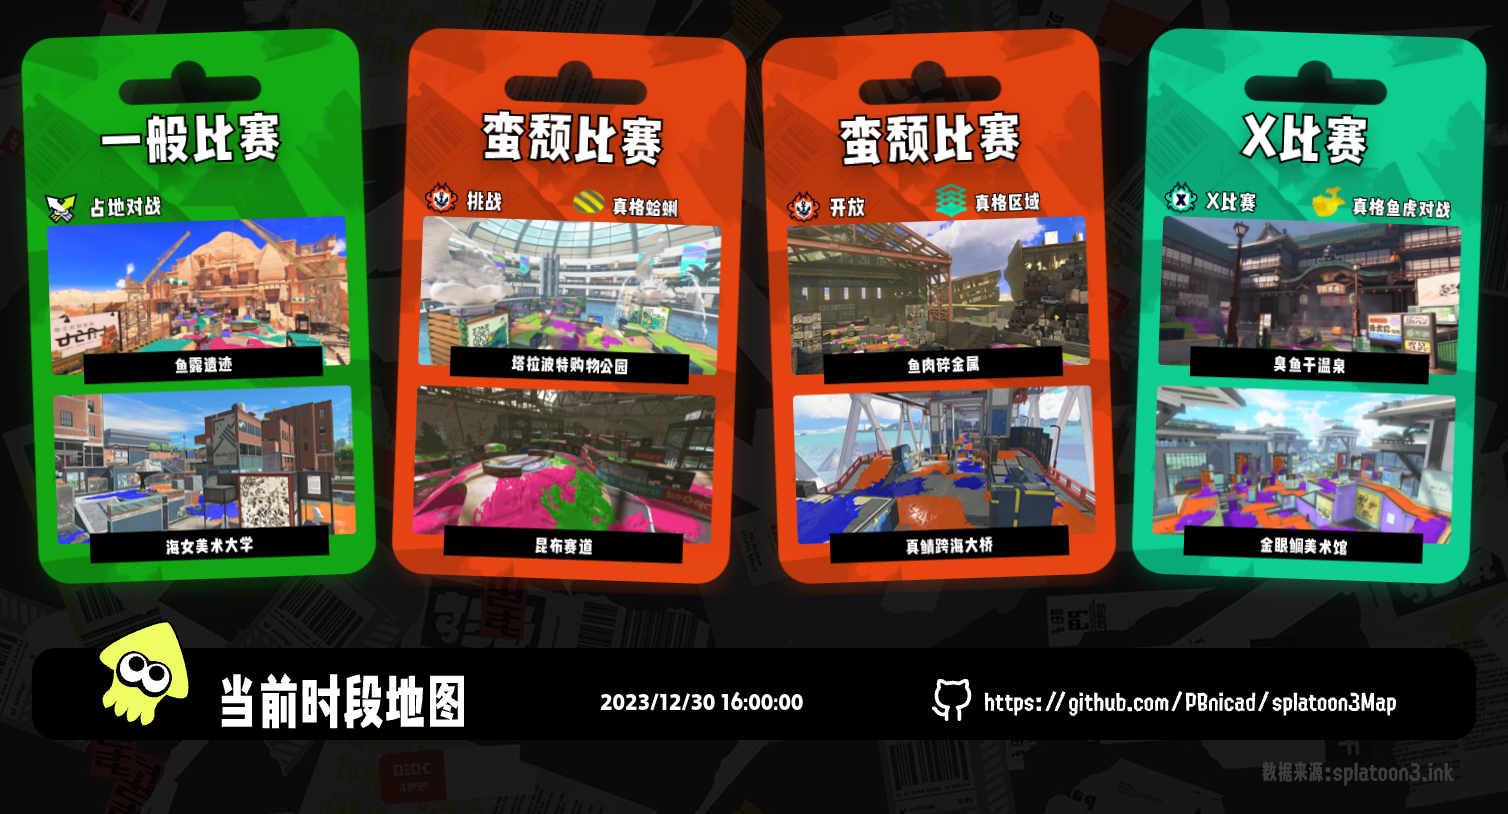 一般比赛
占地对战
鱼露遗迹
海女美术大学
蛮颓比赛
挑战
真格蛤蜊
塔拉波特购物公园
昆布赛道
蛮颓比赛
开放
真格区域
鱼肉碎金属
真鲭跨海大桥
X比赛
X比赛
真格鱼虎对战
臭鱼干温泉
金眼鲷美术馆
当前时段地图
2023/12/30 16:00:00
https://github.com/PBnicad/splatoon3Map
数据来源:splatoon3.ink